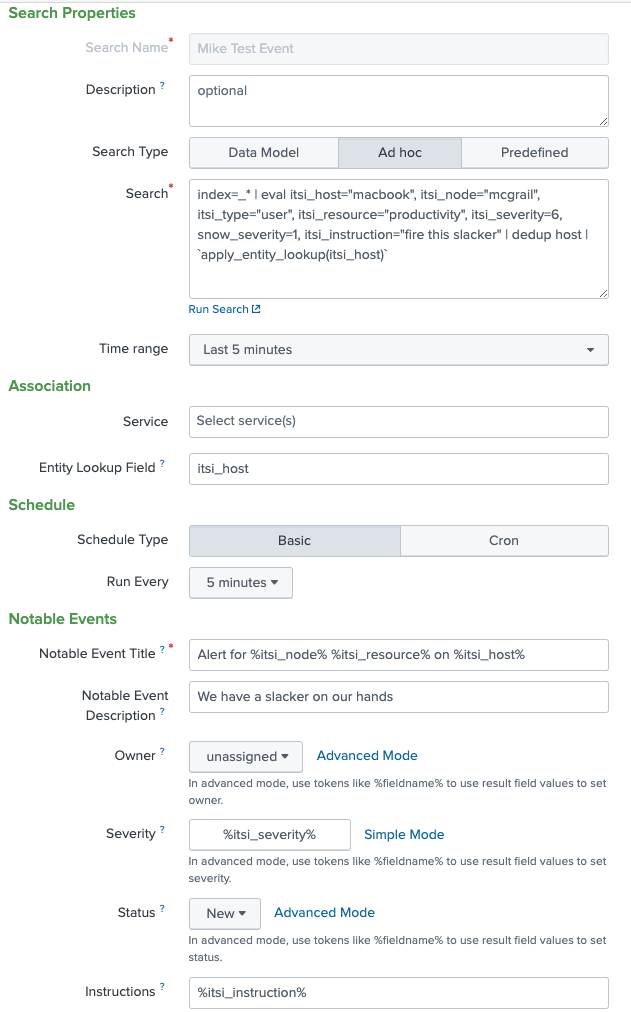 Search Properties
Search Name*
Mike Test Event
Description ?
optional
Search Type
Data Model
Ad hoc
Predefined
Search*
index=_* | eval itsi_host="macbook", itsi_node="mcgrail",
itsi_type="user", itsi_resource="productivity", itsi_severity=6,
snow_severity=1, itsi_instruction="fire this slacker" | dedup host |
`apply_entity_lookup(itsi_host)`
Run Search
Time range
Last 5 minutes
Association
Service
Select service(s)
Entity Lookup Field ?
itsi_host
Schedule
Schedule Type
Basic
Cron
Run Every
5 minutes
Notable Events
Notable Event Title ? *
Alert for %itsi_node% %itsi_resource% on %itsi_host%
Notable Event
Description ?
We have a slacker on our hands
Owner ?
unassigned
Advanced Mode
In advanced mode, use tokens like %fieldname% to use result field values to set
owner.
Severity ?
%itsi_severity%
Simple Mode
In advanced mode, use tokens like %fieldname% to use result field values to set
severity.
Status ?
New
Advanced Mode
In advanced mode, use tokens like %fieldname% to use result field values to set
status.
Instructions ?
%itsi_instruction%